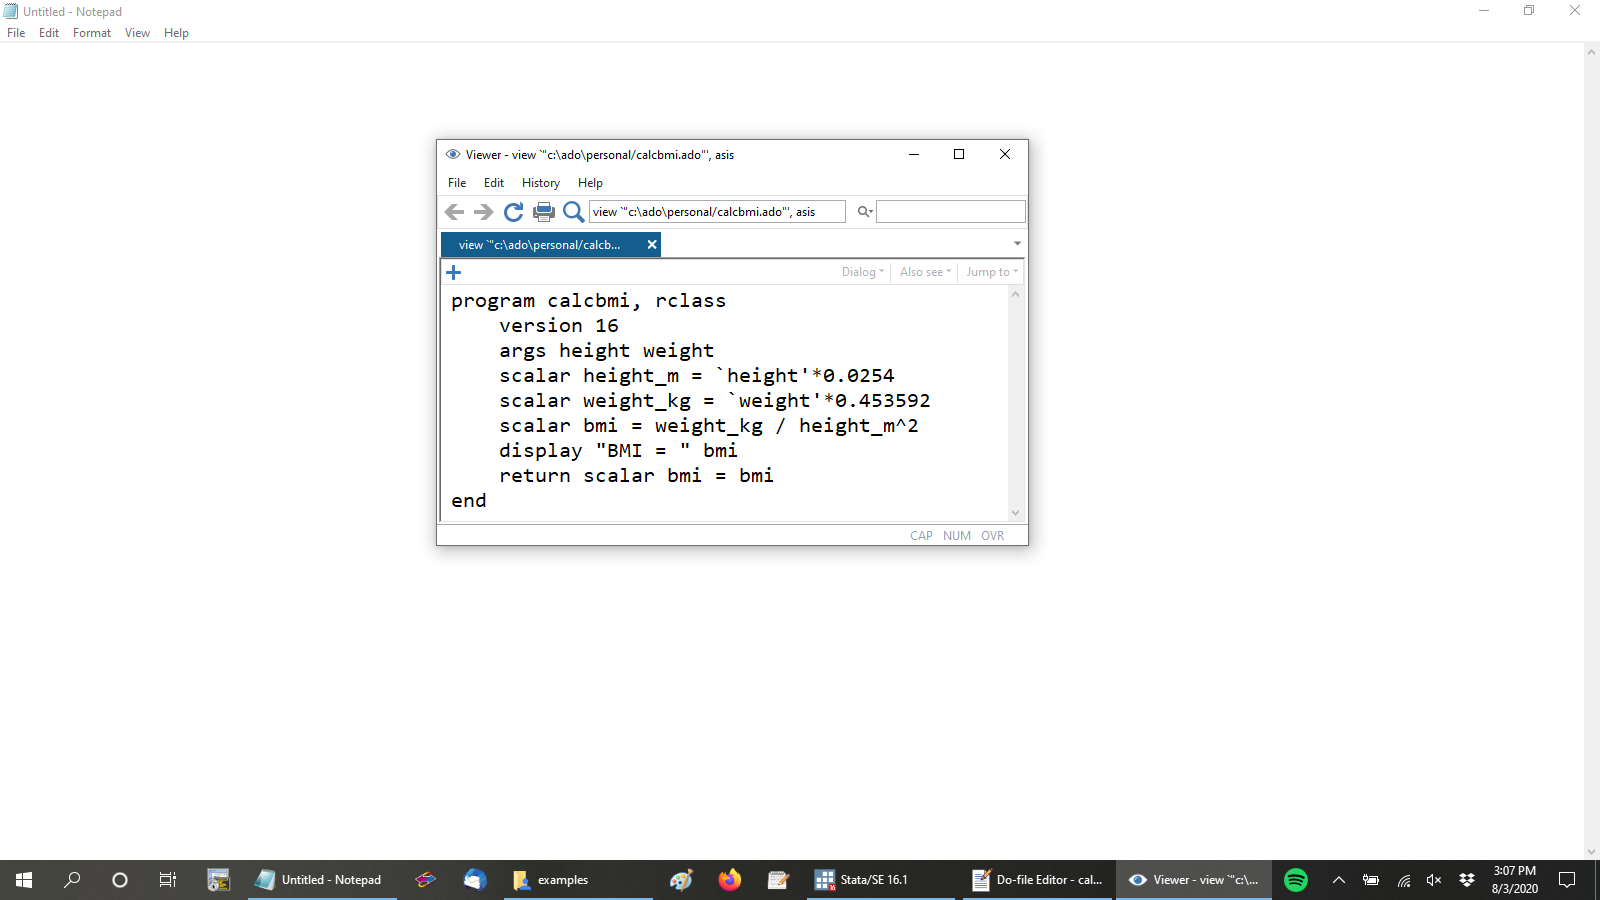 Untitled - Notepad
File Edit Format View Help
Viewer - view `"c:\ado\personal/calcbmi.ado"', asis
File Edit History Help
view `"c:\ado\personal/calcbmi.ado"', asis
view `"c:\ado\personal/calcb...
Dialog Also see Jump to
program calcbmi, rclass
    version 16
    args height weight
    scalar height_m = `height'*0.0254
    scalar weight_kg = `weight'*0.453592
    scalar bmi = weight_kg / height_m^2
    display "BMI = " bmi
    return scalar bmi = bmi
end
CAP NUM OVR
Untitled - Notepad
examples
16
Stata/SE 16.1
Do-file Editor - cal...
Viewer - view `"c:\...
3:07 PM
8/3/2020